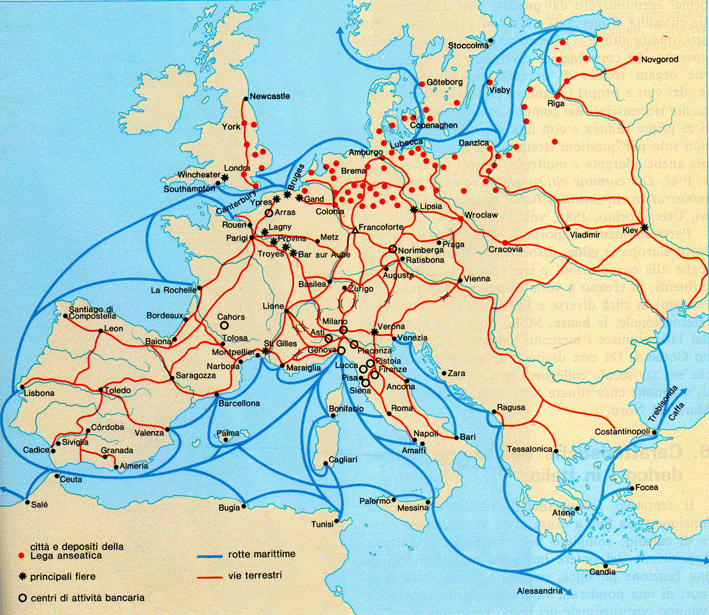 Stoccolma
Novgorod
Göteborg
Visby
Riga
Newcastle
Copenaghen
York
Lubecca
Danzica
Amburgo
Londra
Brema
Winchester
Bruges
Southampton
Canterbury
Ypres
Gand
Colonia
Lipsia
Arras
Wroclaw
Rouen
Lagny
Francoforte
Vladimir
Kiev
Parigi
Provins
Metz
Praga
Norimberga
Cracovia
Troyes
Bar sur Aube
Ratisbona
Augusta
Basilea
Vienna
La Rochelle
Zurigo
Lione
Santiago di
Compostella
Bordeaux
Cahors
Milano
Verona
Leon
Asti
Venezia
Baiona
Tolosa
St Gilles
Genova
Piacenza
Montpellier
Pistoia
Narbona
Marsiglia
Lucca
Firenze
Zara
Saragozza
Pisa
Ancona
Lisbona
Toledo
Siena
Barcellona
Bonifacio
Roma
Ragusa
Trebisonda
Caffa
Còrdoba
Valenza
Palma
Napoli
Bari
Costantinopoli
Siviglia
Amalfi
Cadice
Granada
Tessalonica
Cagliari
Almeria
Ceuta
Focea
Palermo
Salé
Bugia
Messina
Atene
Tunisi
Candia
Alessandria
città e depositi della
Lega anseatica
rotte marittime
principali fiere
vie terrestri
centri di attività bancaria